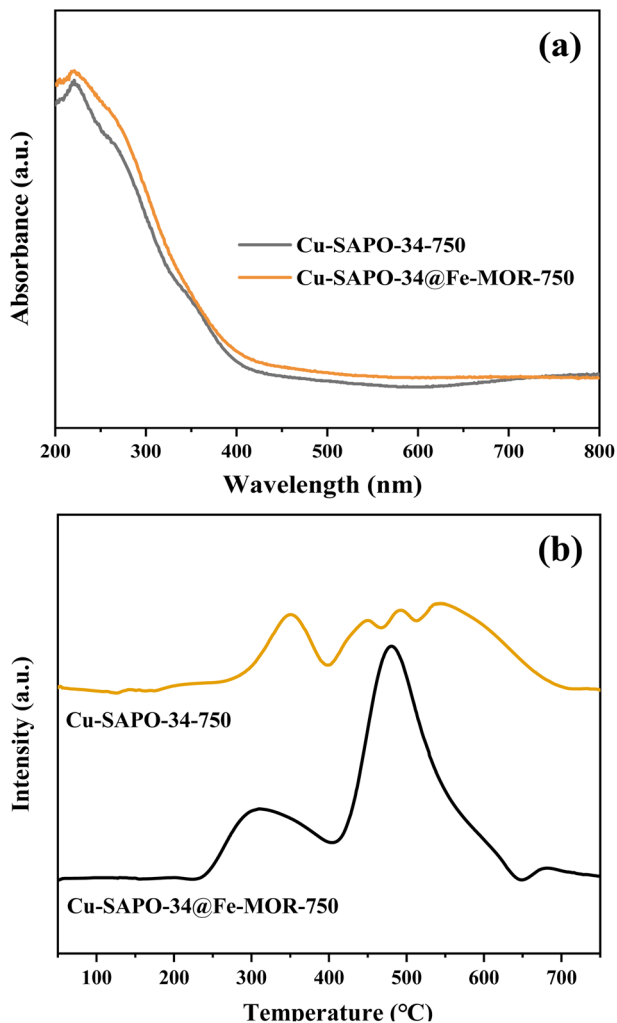 (a)
Absorbance (a.u.)
Cu-SAPO-34-750
Cu-SAPO-34@Fe-MOR-750
200 300 400 500 600 700 800
Wavelength (nm)
(b)
Intensity (a.u.)
Cu-SAPO-34-750
Cu-SAPO-34@Fe-MOR-750
100 200 300 400 500 600 700
Temperature (℃)